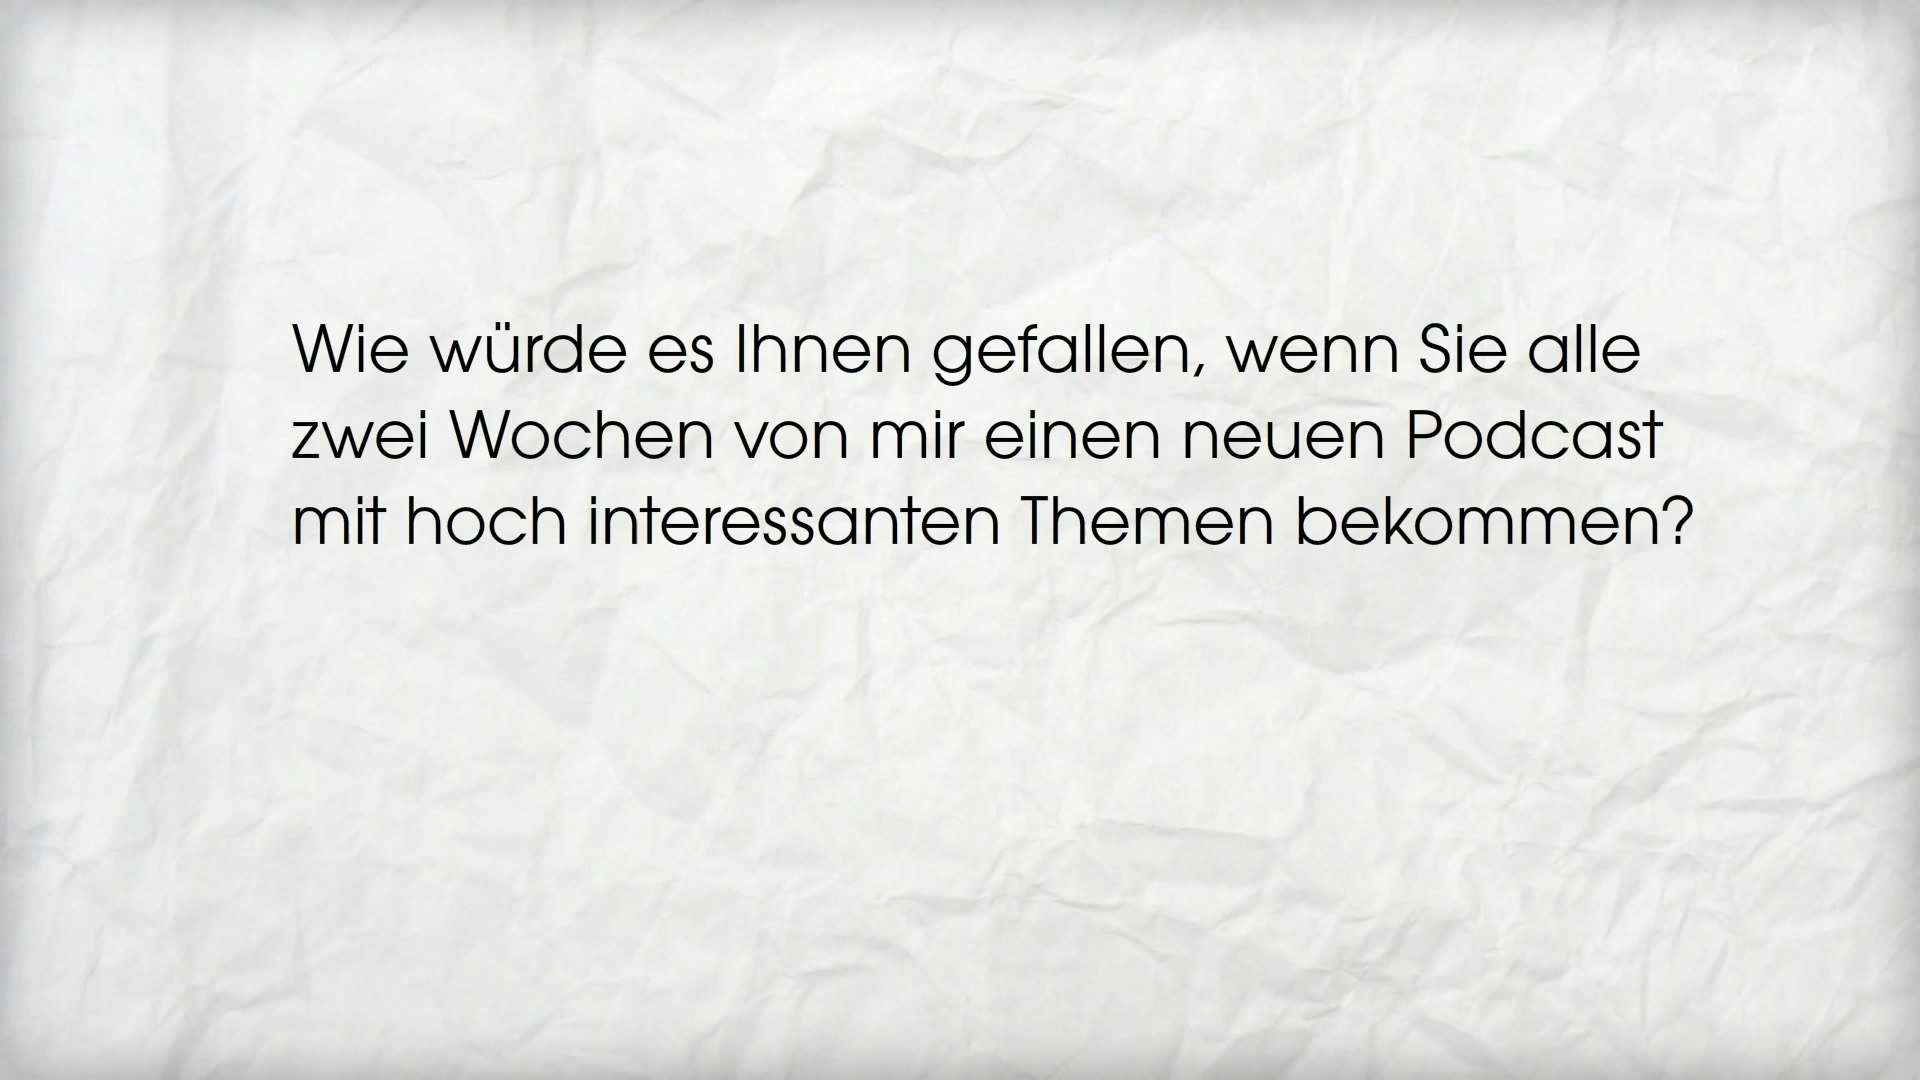 Wie würde es Ihnen gefallen, wenn Sie alle
zwei Wochen von mir einen neuen Podcast
mit hoch interessanten Themen bekommen?